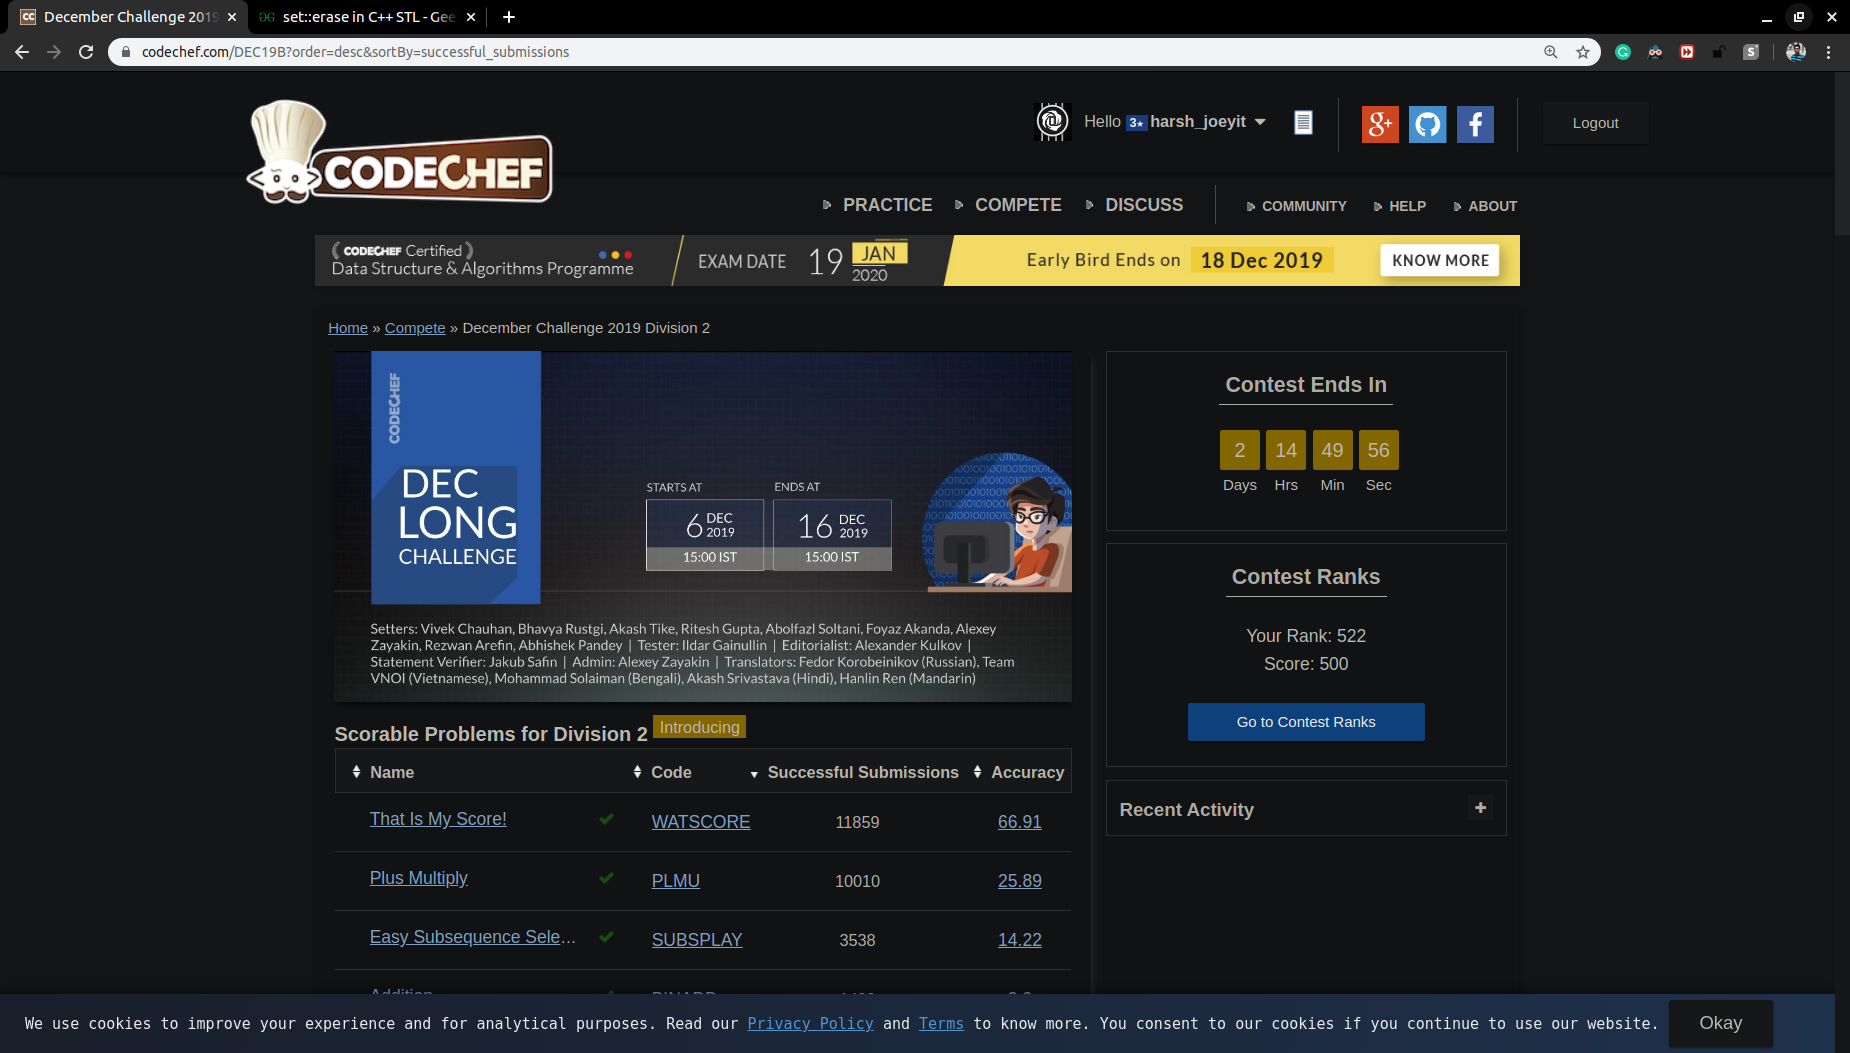 December Challenge 2019
set::erase in C++ STL - Gee
codechef.com/DEC19B?order=desc&sortBy=successful_submissions
CODECHEF
Hello 3★ harsh_joeyit
Logout
PRACTICE COMPETE DISCUSS COMMUNITY HELP ABOUT
CODECHEF Certified
Data Structure & Algorithms Programme
EXAM DATE 19 JAN 2020
Early Bird Ends on 18 Dec 2019 KNOW MORE
Home » Compete » December Challenge 2019 Division 2
CODECHEF
DEC
LONG
CHALLENGE
STARTS AT
6 DEC 2019
15:00 IST
ENDS AT
16 DEC 2019
15:00 IST
Setters: Vivek Chauhan, Bhavya Rustgi, Akash Tike, Ritesh Gupta, Abolfazl Soltani, Foyaz Akanda, Alexey
Zayakin, Rezwan Arefin, Abhishek Pandey | Tester: Ildar Gainullin | Editorialist: Alexander Kulkov |
Statement Verifier: Jakub Safin | Admin: Alexey Zayakin | Translators: Fedor Korobeinikov (Russian), Team
VNOI (Vietnamese), Mohammad Solaiman (Bengali), Akash Srivastava (Hindi), Hanlin Ren (Mandarin)
Scorable Problems for Division 2 Introducing
Name Code Successful Submissions Accuracy
That Is My Score! WATSCORE 11859 66.91
Plus Multiply PLMU 10010 25.89
Easy Subsequence Sele... SUBSPLAY 3538 14.22
Addition BINADD
Contest Ends In
2 14 49 56
Days Hrs Min Sec
Contest Ranks
Your Rank: 522
Score: 500
Go to Contest Ranks
Recent Activity +
We use cookies to improve your experience and for analytical purposes. Read our Privacy Policy and Terms to know more. You consent to our cookies if you continue to use our website. Okay